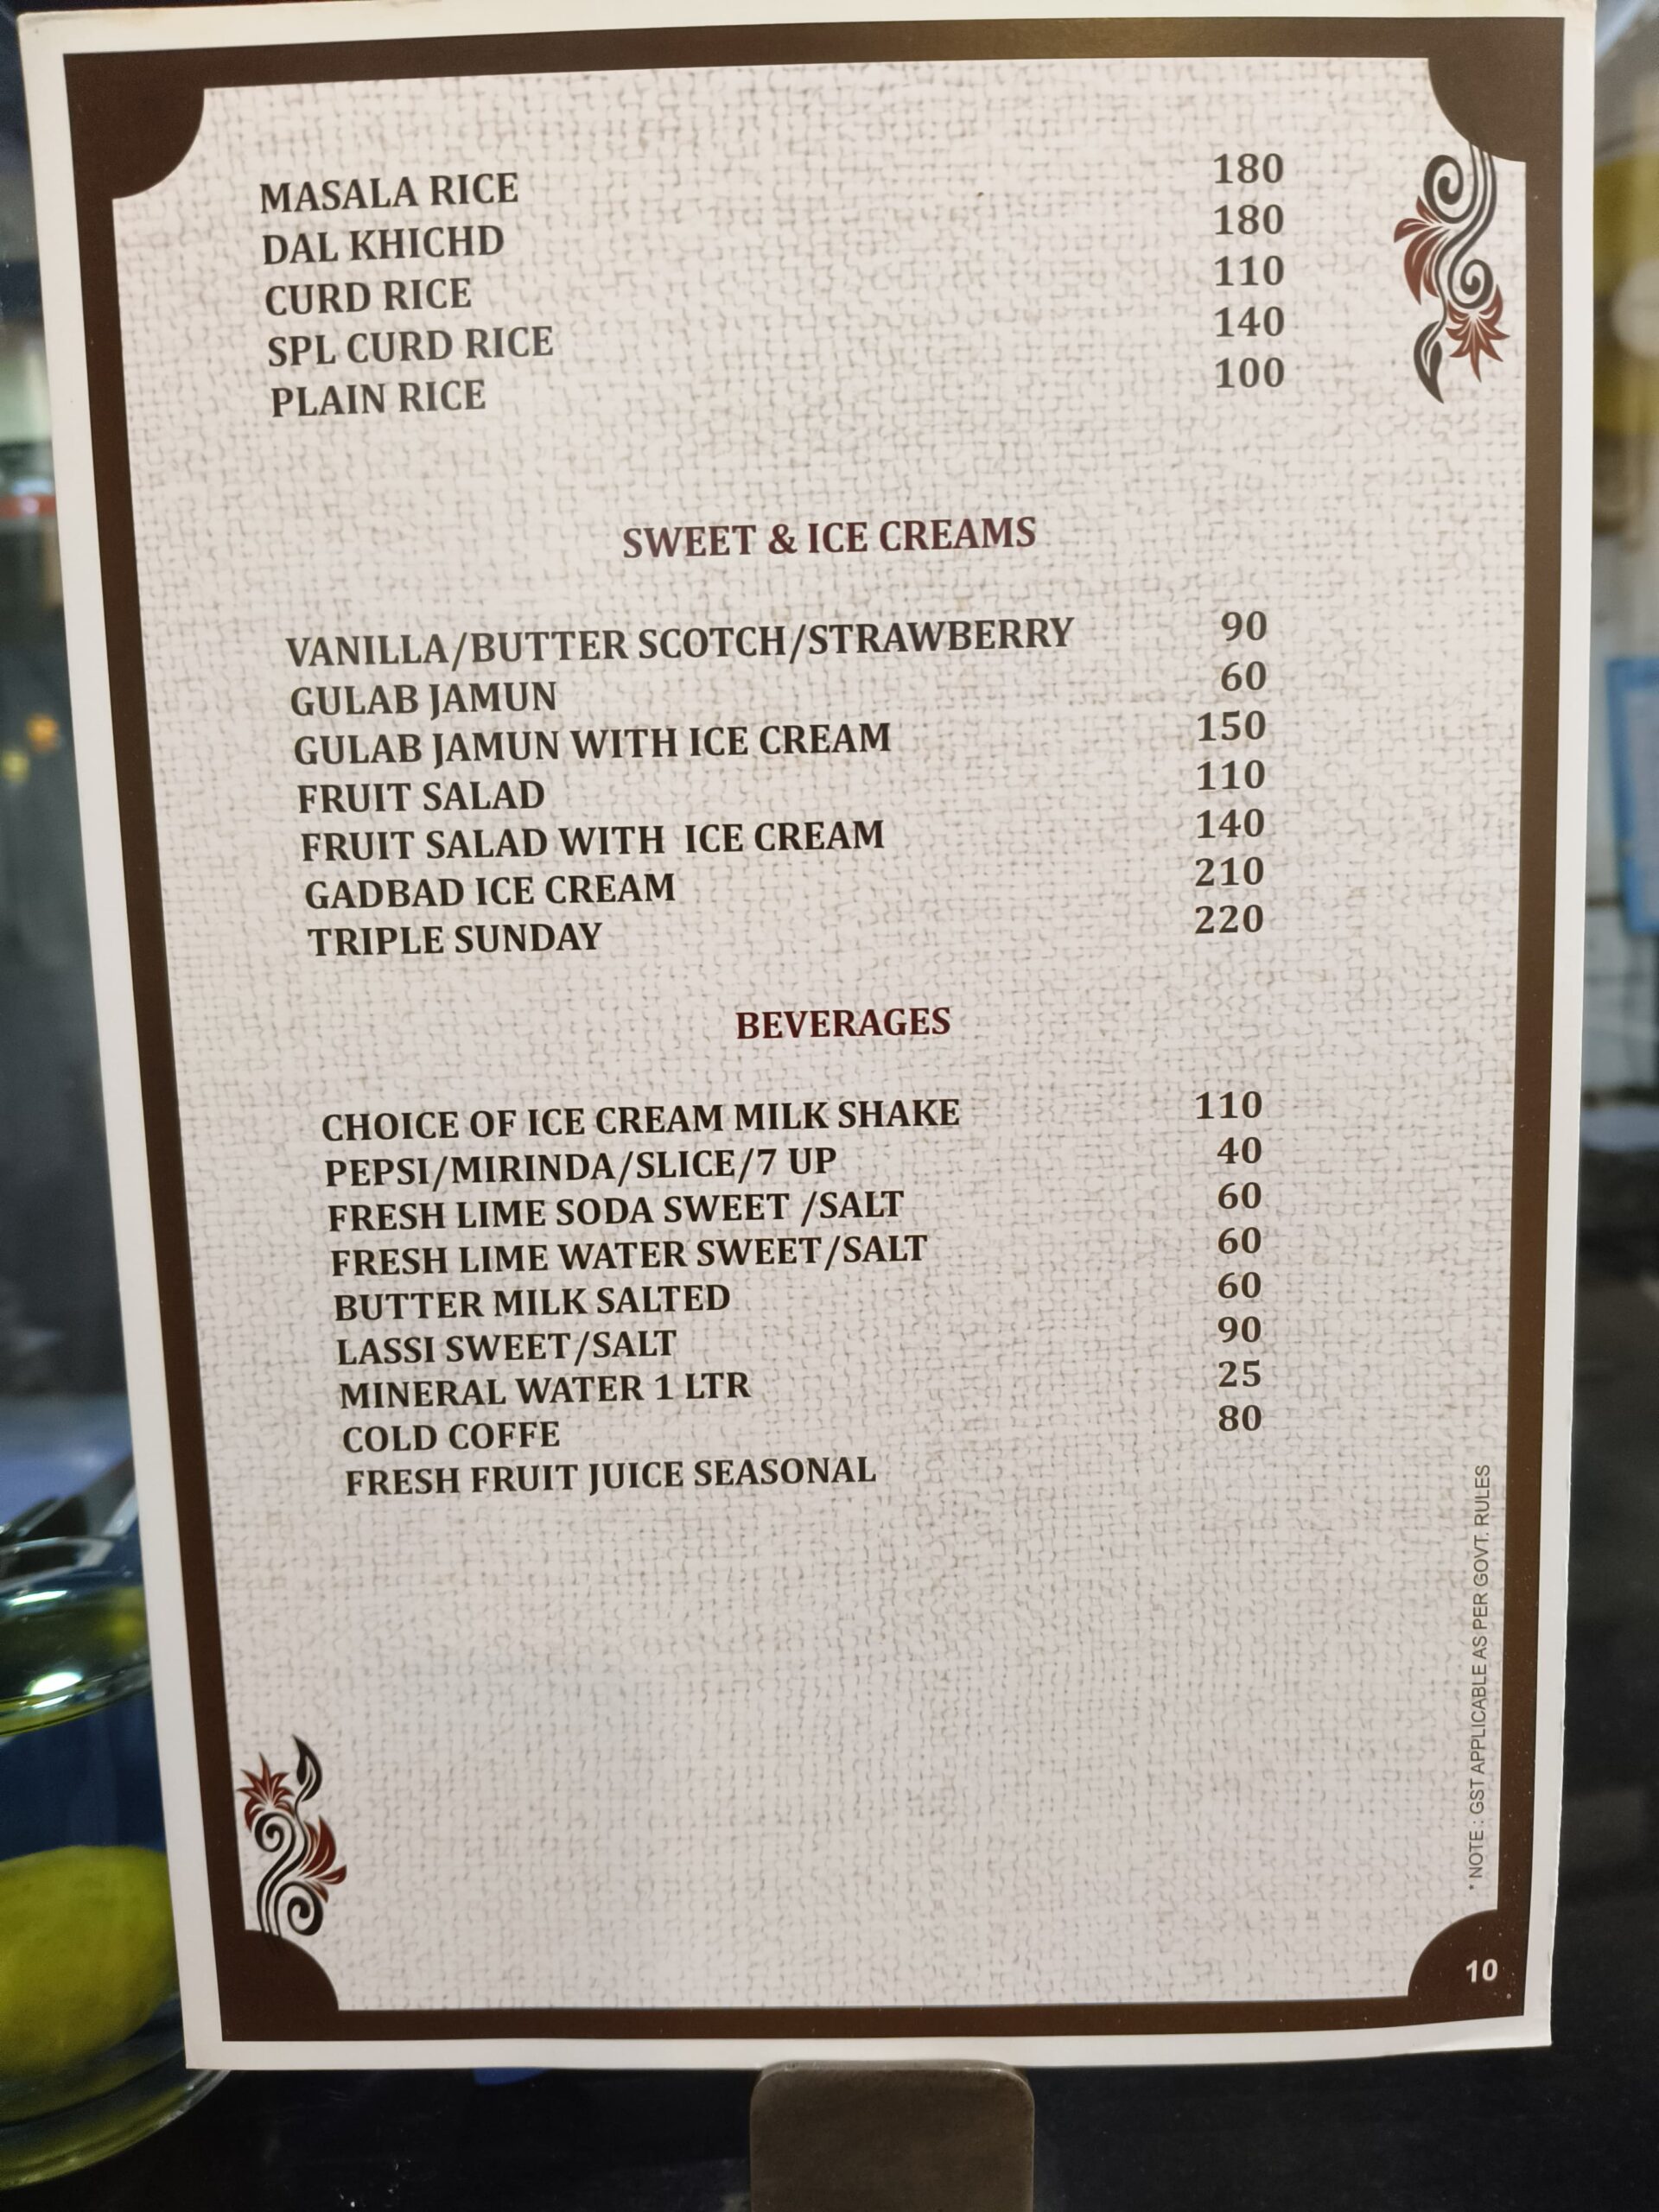 MASALA RICE 180
DAL KHICHD 180
CURD RICE 110
SPL CURD RICE 140
PLAIN RICE 100
SWEET & ICE CREAMS
VANILLA/BUTTER SCOTCH/STRAWBERRY 90
GULAB JAMUN 60
GULAB JAMUN WITH ICE CREAM 150
FRUIT SALAD 110
FRUIT SALAD WITH ICE CREAM 140
GADBAD ICE CREAM 210
TRIPLE SUNDAY 220
BEVERAGES
CHOICE OF ICE CREAM MILK SHAKE 110
PEPSI/MIRINDA/SLICE/7 UP 40
FRESH LIME SODA SWEET /SALT 60
FRESH LIME WATER SWEET/SALT 60
BUTTER MILK SALTED 60
LASSI SWEET/SALT 90
MINERAL WATER 1 LTR 25
COLD COFFE 80
FRESH FRUIT JUICE SEASONAL
* NOTE : GST APPLICABLE AS PER GOVT. RULES
10